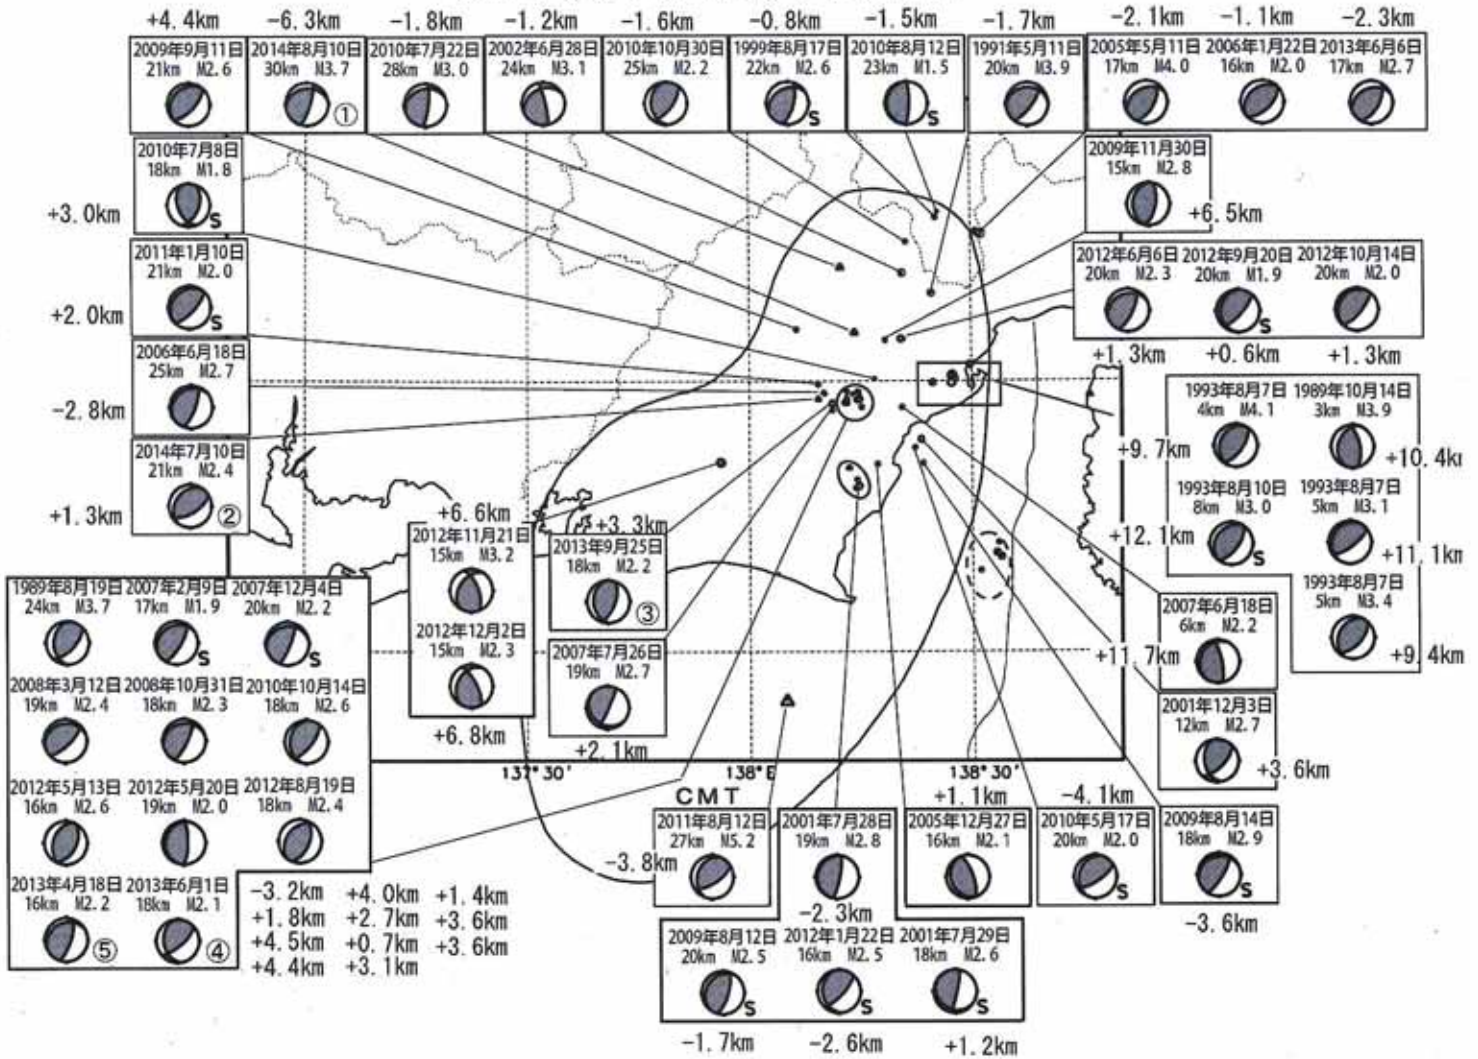 +4.4km -6.3km -1.8km -1.2km -1.6km -0.8km -1.5km -1.7km -2.1km -1.1km -2.3km
2009年9月11日 2014年8月10日 2010年7月22日 2002年6月28日 2010年10月30日 1999年8月17日 2010年8月12日 1991年5月11日 2005年5月11日 2006年1月22日 2013年6月6日
21km M2.6 30km M3.7 28km M3.0 24km M3.1 25km M2.2 22km M2.6 23km M1.5 20km M3.9 17km M4.0 16km M2.0 17km M2.7
① S S
2010年7月8日
18km M1.8
S
+3.0km
2009年11月30日
15km M2.8
+6.5km
2011年1月10日
21km M2.0
S
+2.0km
2012年6月6日 2012年9月20日 2012年10月14日
20km M2.3 20km M1.9 20km M2.0
S
+1.3km +0.6km +1.3km
2006年6月18日
25km M2.7
-2.8km
2014年7月10日
21km M2.4
②
+1.3km
1993年8月7日 1989年10月14日
4km M4.1 3km M3.9
+9.7km +10.4k
1993年8月10日 1993年8月7日
8km M3.0 5km M3.1
S
+12.1km +11.1km
1993年8月7日
5km M3.4
+9.4km
+6.6km
2012年11月21日
15km M3.2
2012年12月2日
15km M2.3
+6.8km
+3.3km
2013年9月25日
18km M2.2
③
2007年7月26日
19km M2.7
+2.1km
2007年6月18日
6km M2.2
+11.7km
2001年12月3日
12km M2.7
+3.6km
1989年8月19日 2007年2月9日 2007年12月4日
24km M3.7 17km M1.9 20km M2.2
S S
2008年3月12日 2008年10月31日 2010年10月14日
19km M2.4 18km M2.3 18km M2.6
2012年5月13日 2012年5月20日 2012年8月19日
16km M2.6 19km M2.0 18km M2.4
2013年4月18日 2013年6月1日
16km M2.2 18km M2.1
⑤ ④
-3.2km +4.0km +1.4km
+1.8km +2.7km +3.6km
+4.5km +0.7km +3.6km
+4.4km +3.1km
137°30′ 138°E 138°30′
CMT +1.1km -4.1km
2011年8月12日 2001年7月28日 2005年12月27日 2010年5月17日 2009年8月14日
27km M5.2 19km M2.8 16km M2.1 20km M2.0 18km M2.9
S S
-3.8km -2.3km -3.6km
2009年8月12日 2012年1月22日 2001年7月29日
20km M2.5 16km M2.5 18km M2.6
S S S
-1.7km -2.6km +1.2km